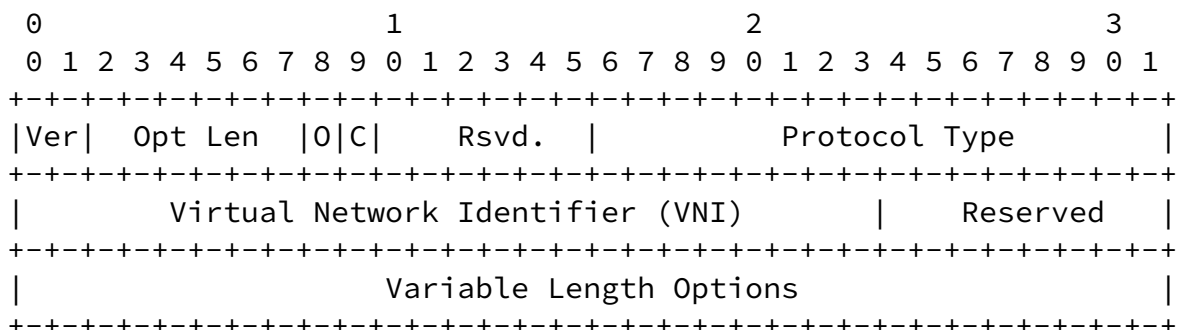 0                   1                   2                   3
 0 1 2 3 4 5 6 7 8 9 0 1 2 3 4 5 6 7 8 9 0 1 2 3 4 5 6 7 8 9 0 1
+-+-+-+-+-+-+-+-+-+-+-+-+-+-+-+-+-+-+-+-+-+-+-+-+-+-+-+-+-+-+-+-+
|Ver|  Opt Len  |O|C|    Rsvd.  |          Protocol Type        |
+-+-+-+-+-+-+-+-+-+-+-+-+-+-+-+-+-+-+-+-+-+-+-+-+-+-+-+-+-+-+-+-+
|        Virtual Network Identifier (VNI)       |    Reserved   |
+-+-+-+-+-+-+-+-+-+-+-+-+-+-+-+-+-+-+-+-+-+-+-+-+-+-+-+-+-+-+-+-+
|                    Variable Length Options                    |
+-+-+-+-+-+-+-+-+-+-+-+-+-+-+-+-+-+-+-+-+-+-+-+-+-+-+-+-+-+-+-+-+